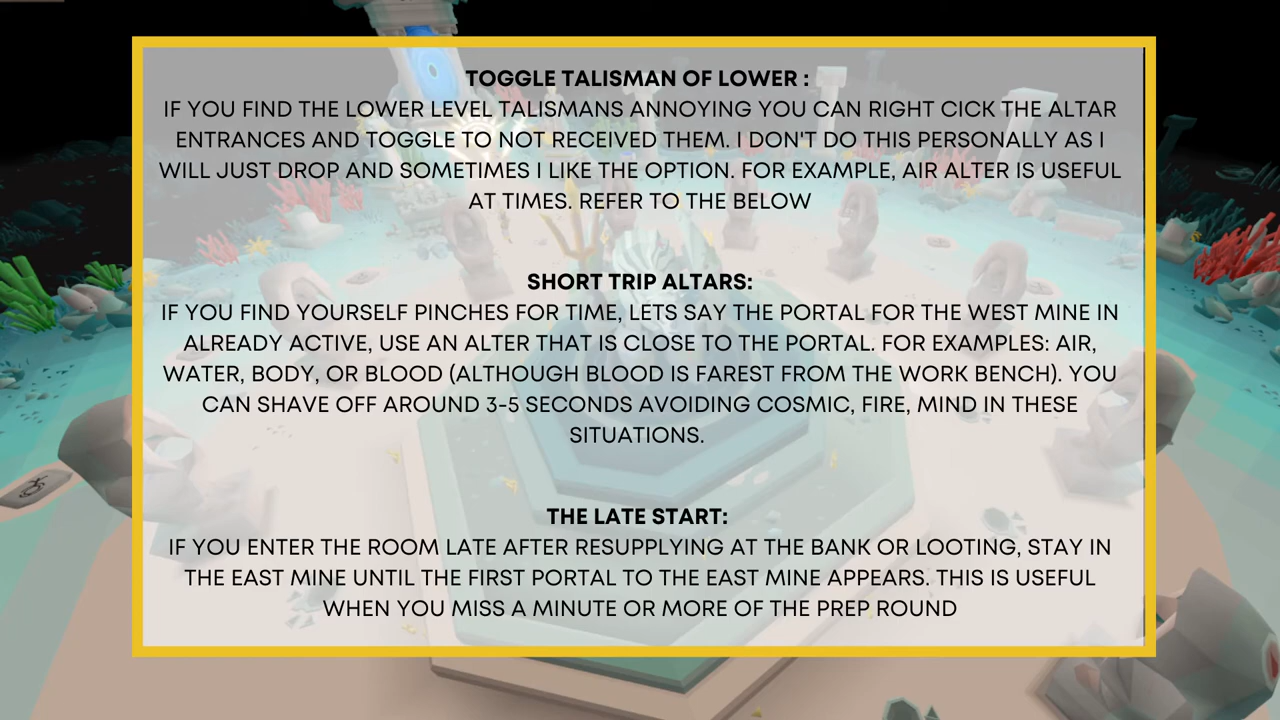 TOGGLE TALISMAN OF LOWER :
IF YOU FIND THE LOWER LEVEL TALISMANS ANNOYING YOU CAN RIGHT CICK THE ALTAR
ENTRANCES AND TOGGLE TO NOT RECEIVED THEM. I DON'T DO THIS PERSONALLY AS I
WILL JUST DROP AND SOMETIMES I LIKE THE OPTION. FOR EXAMPLE, AIR ALTER IS USEFUL
AT TIMES. REFER TO THE BELOW
SHORT TRIP ALTARS:
IF YOU FIND YOURSELF PINCHES FOR TIME, LETS SAY THE PORTAL FOR THE WEST MINE IN
ALREADY ACTIVE, USE AN ALTER THAT IS CLOSE TO THE PORTAL. FOR EXAMPLES: AIR,
WATER, BODY, OR BLOOD (ALTHOUGH BLOOD IS FAREST FROM THE WORK BENCH). YOU
CAN SHAVE OFF AROUND 3-5 SECONDS AVOIDING COSMIC, FIRE, MIND IN THESE
SITUATIONS.
THE LATE START:
IF YOU ENTER THE ROOM LATE AFTER RESUPPLYING AT THE BANK OR LOOTING, STAY IN
THE EAST MINE UNTIL THE FIRST PORTAL TO THE EAST MINE APPEARS. THIS IS USEFUL
WHEN YOU MISS A MINUTE OR MORE OF THE PREP ROUND